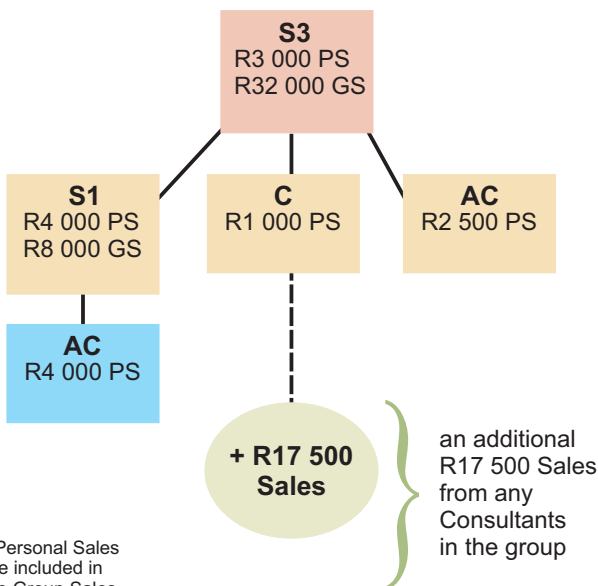 S3
R3 000 PS
R32 000 GS
S1
R4 000 PS
R8 000 GS
C
R1 000 PS
AC
R2 500 PS
AC
R4 000 PS
+ R17 500
Sales
an additional
R17 500 Sales
from any
Consultants
in the group
Personal Sales
included in
Group Sales